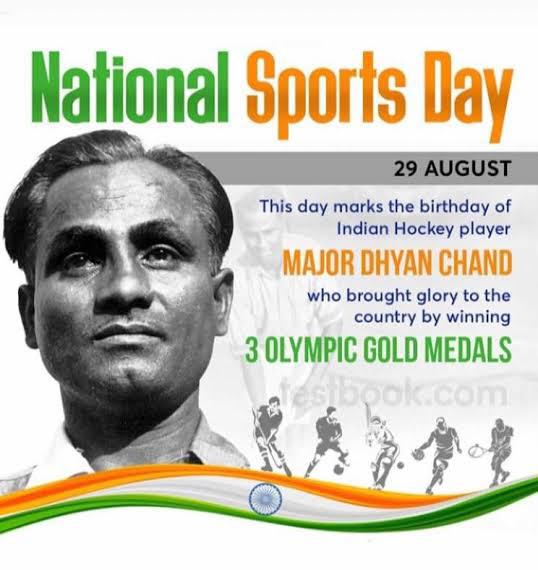 National Sports Day
29 AUGUST
This day marks the birthday of
Indian Hockey player
MAJOR DHYAN CHAND
who brought glory to the
country by winning
3 OLYMPIC GOLD MEDALS
testbook.com